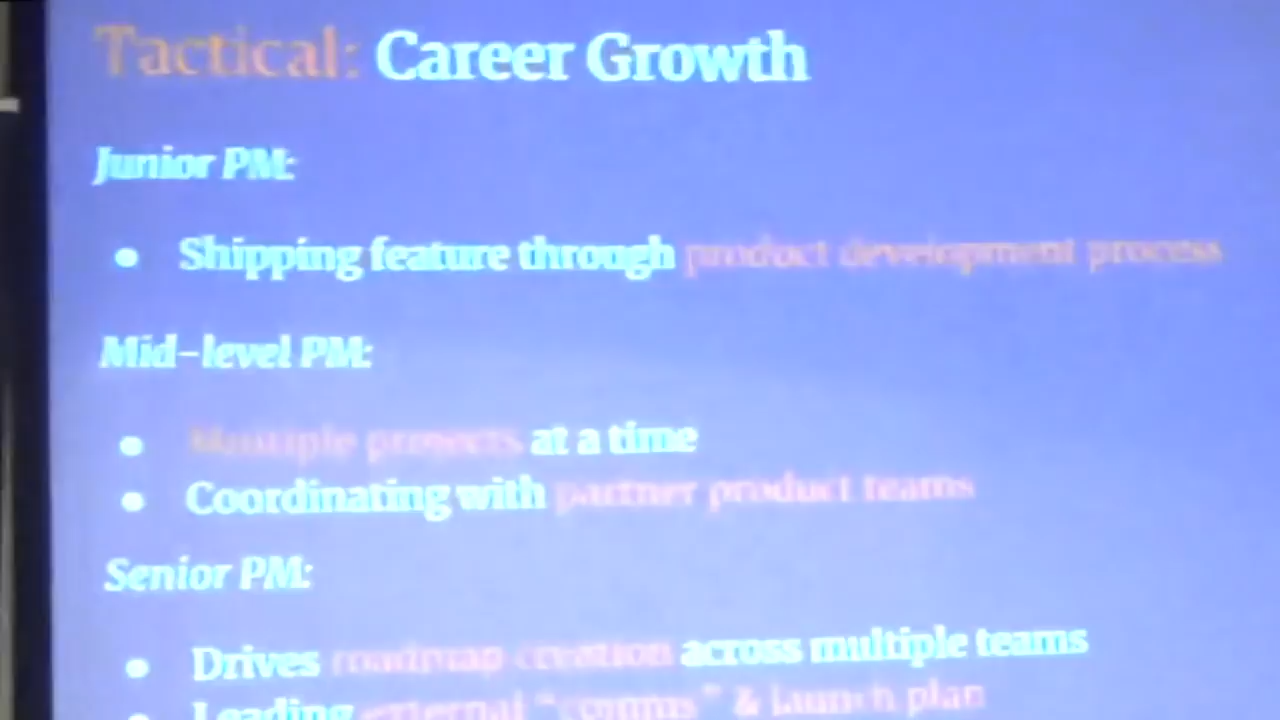 Tactical: Career Growth
Junior PM:
● Shipping feature through product development process
Mid-level PM:
● Multiple projects at a time
● Coordinating with partner product teams
Senior PM:
● Drives roadmap creation across multiple teams
● Leading external "comms" & launch plan